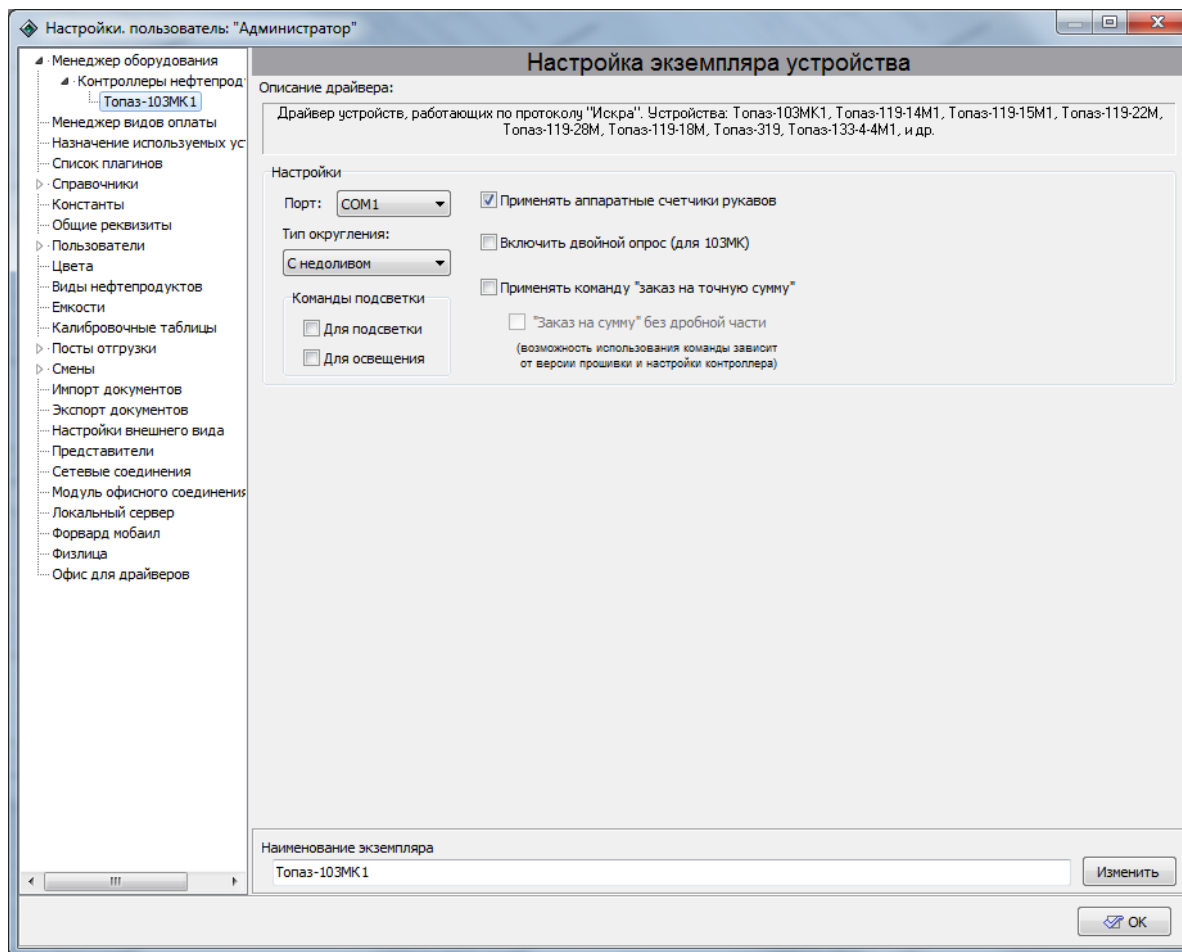 Настройки. пользователь: "Администратор"
Менеджер оборудования
Контроллеры нефтепрод
Топаз-103МК1
Менеджер видов оплаты
Назначение используемых ус
Список плагинов
Справочники
Константы
Общие реквизиты
Пользователи
Цвета
Виды нефтепродуктов
Емкости
Калибровочные таблицы
Посты отгрузки
Смены
Импорт документов
Экспорт документов
Настройки внешнего вида
Представители
Сетевые соединения
Модуль офисного соединения
Локальный сервер
Форвард мобаил
Физлица
Офис для драйверов
Настройка экземпляра устройства
Описание драйвера:
Драйвер устройств, работающих по протоколу "Искра". Устройства: Топаз-103МК1, Топаз-119-14М1, Топаз-119-15М1, Топаз-119-22М,
Топаз-119-28М, Топаз-119-18М, Топаз-319, Топаз-133-4-4М1, и др.
Настройки
Порт: COM1
Тип округления:
С недоливом
Команды подсветки
Для подсветки
Для освещения
Применять аппаратные счетчики рукавов
Включить двойной опрос (для 103МК)
Применять команду "заказ на точную сумму"
"Заказ на сумму" без дробной части
(возможность использования команды зависит
от версии прошивки и настройки контроллера)
Наименование экземпляра
Топаз-103МК1
Изменить
OK